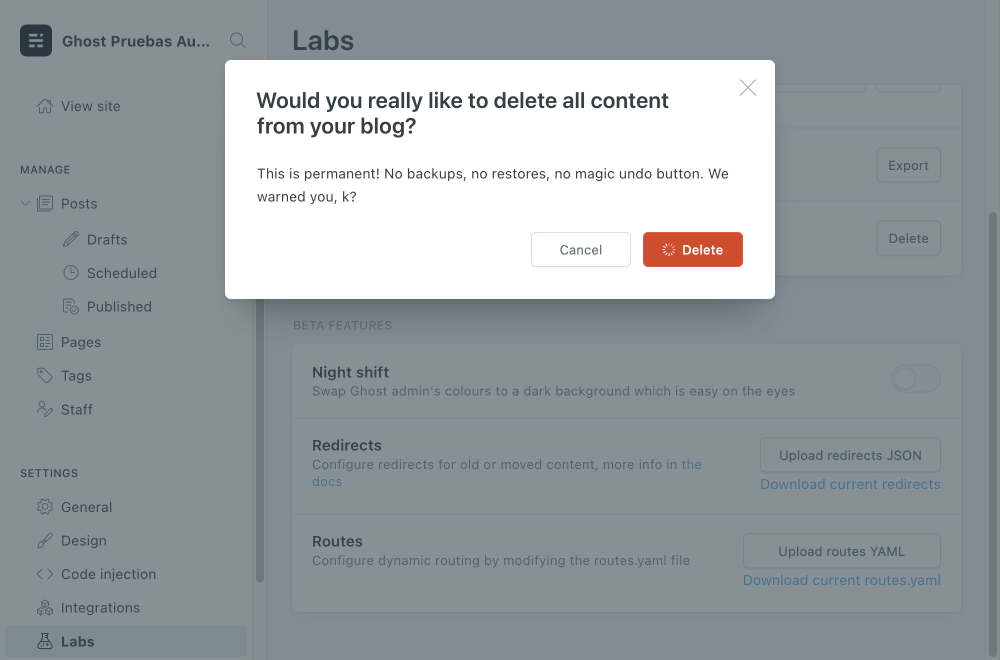 Ghost Pruebas Au...
View site
MANAGE
Posts
Drafts
Scheduled
Published
Pages
Tags
Staff
SETTINGS
General
Design
Code injection
Integrations
Labs
Labs
Would you really like to delete all content
from your blog?
This is permanent! No backups, no restores, no magic undo button. We
warned you, k?
Cancel
Delete
Export
Delete
BETA FEATURES
Night shift
Swap Ghost admin's colours to a dark background which is easy on the eyes
Redirects
Configure redirects for old or moved content, more info in the
docs
Upload redirects JSON
Download current redirects
Routes
Configure dynamic routing by modifying the routes.yaml file
Upload routes YAML
Download current routes.yaml